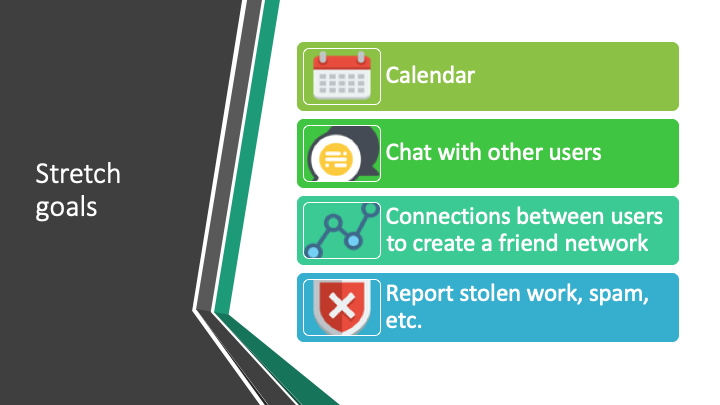 Stretch
goals
Calendar
Chat with other users
Connections between users
to create a friend network
Report stolen work, spam,
etc.